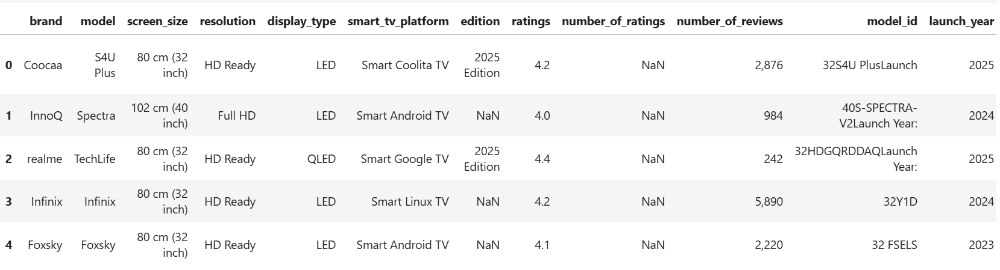 brand model screen_size resolution display_type smart_tv_platform edition ratings number_of_ratings number_of_reviews model_id launch_year
0 Coocaa S4U Plus 80 cm (32 inch) HD Ready LED Smart Coolita TV 2025 Edition 4.2 NaN 2,876 32S4U PlusLaunch 2025
1 InnoQ Spectra 102 cm (40 inch) Full HD LED Smart Android TV NaN 4.0 NaN 984 40S-SPECTRA-V2Launch Year: 2024
2 realme TechLife 80 cm (32 inch) HD Ready QLED Smart Google TV 2025 Edition 4.4 NaN 242 32HDGQRDDAQLaunch Year: 2025
3 Infinix Infinix 80 cm (32 inch) HD Ready LED Smart Linux TV NaN 4.2 NaN 5,890 32Y1D 2024
4 Foxsky Foxsky 80 cm (32 inch) HD Ready LED Smart Android TV NaN 4.1 NaN 2,220 32 FSELS 2023